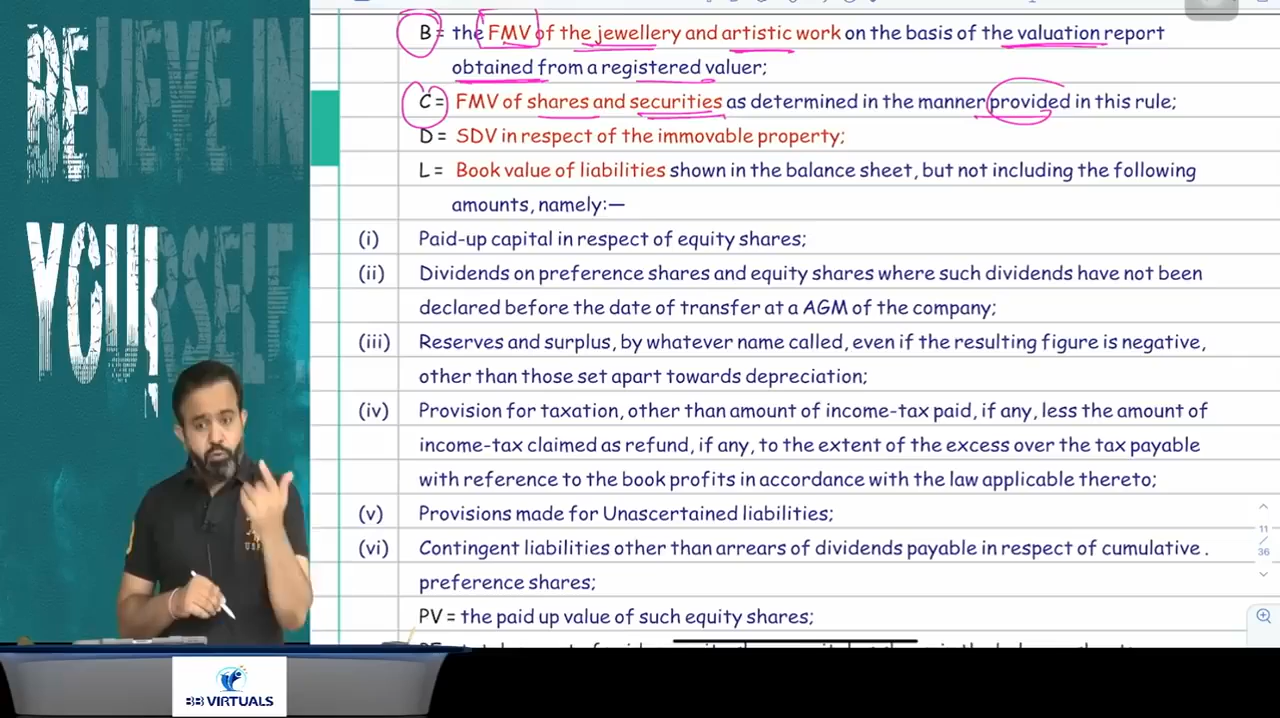 BELIEVE IN
YOURSELF
B = the FMV of the jewellery and artistic work on the basis of the valuation report
obtained from a registered valuer;
C = FMV of shares and securities as determined in the manner provided in this rule;
D = SDV in respect of the immovable property;
L = Book value of liabilities shown in the balance sheet, but not including the following
amounts, namely:—
(i) Paid-up capital in respect of equity shares;
(ii) Dividends on preference shares and equity shares where such dividends have not been
declared before the date of transfer at a AGM of the company;
(iii) Reserves and surplus, by whatever name called, even if the resulting figure is negative,
other than those set apart towards depreciation;
(iv) Provision for taxation, other than amount of income-tax paid, if any, less the amount of
income-tax claimed as refund, if any, to the extent of the excess over the tax payable
with reference to the book profits in accordance with the law applicable thereto;
(v) Provisions made for Unascertained liabilities;
(vi) Contingent liabilities other than arrears of dividends payable in respect of cumulative .
preference shares;
PV = the paid up value of such equity shares;
11
/
36
BB VIRTUALS